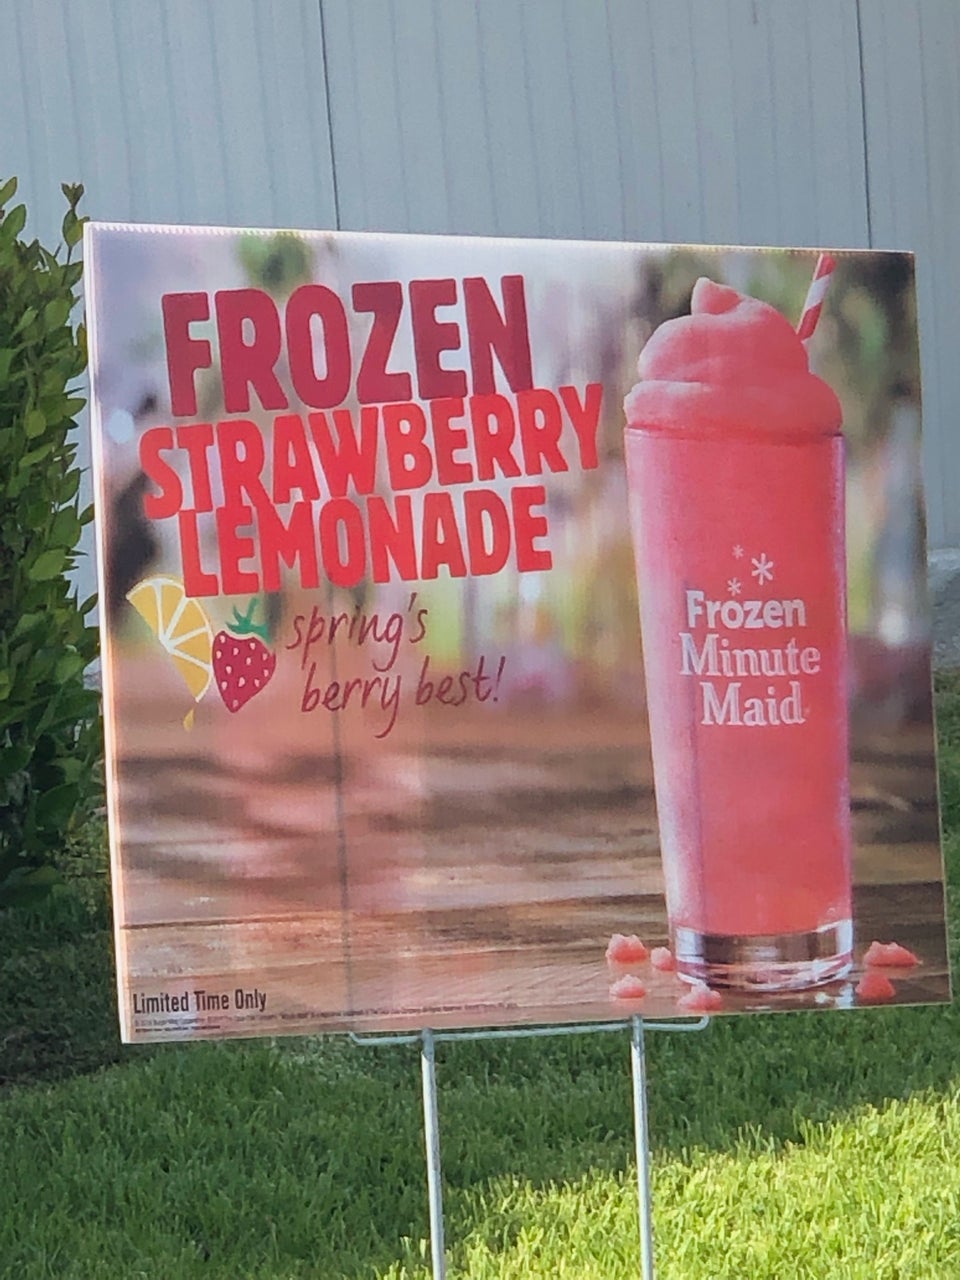 FROZEN
STRAWBERRY
LEMONADE
spring's
berry best!
Frozen
Minute
Maid
Limited Time Only